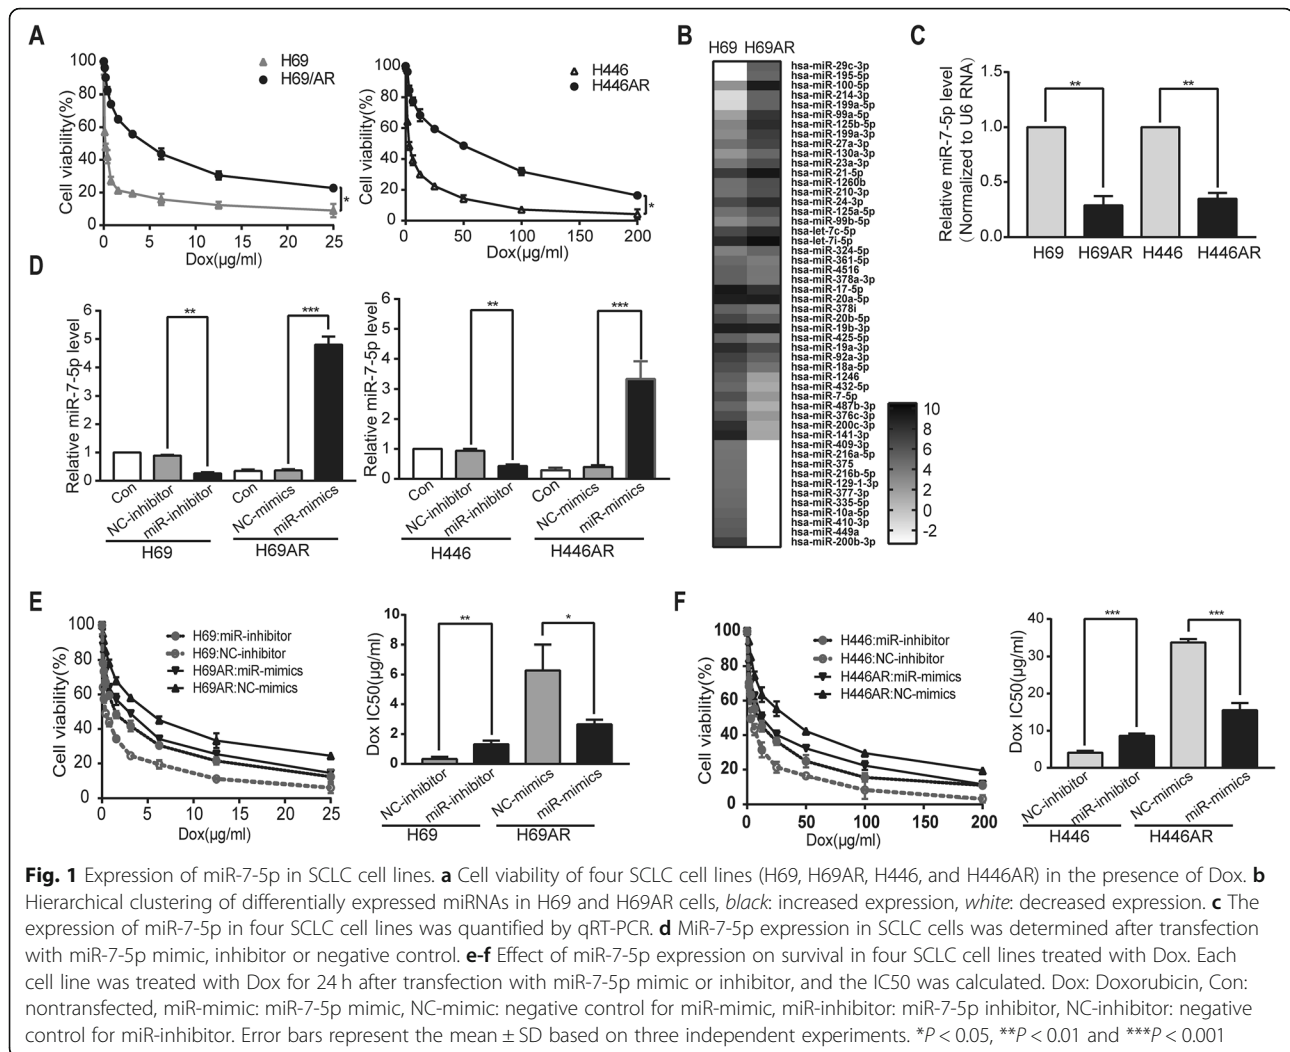 A
100
80
60
40
20
0
Cell viability(%)
0 5 10 15 20 25
Dox(µg/ml)
H69
H69/AR
*
100
80
60
40
20
0
Cell viability(%)
0 50 100 150 200
Dox(µg/ml)
H446
H446AR
*
B
H69 H69AR
hsa-miR-29c-3p
hsa-miR-195-5p
hsa-miR-100-5p
hsa-miR-214-3p
hsa-miR-199a-5p
hsa-miR-99a-5p
hsa-miR-125b-5p
hsa-miR-199a-3p
hsa-miR-27a-3p
hsa-miR-130a-3p
hsa-miR-23a-3p
hsa-miR-21-5p
hsa-miR-1260b
hsa-miR-210-3p
hsa-miR-24-3p
hsa-miR-125a-5p
hsa-miR-99b-5p
hsa-let-7c-5p
hsa-let-7i-5p
hsa-miR-324-5p
hsa-miR-361-5p
hsa-miR-4516
hsa-miR-378a-3p
hsa-miR-17-5p
hsa-miR-20a-5p
hsa-miR-378i
hsa-miR-20b-5p
hsa-miR-19b-3p
hsa-miR-425-5p
hsa-miR-19a-3p
hsa-miR-92a-3p
hsa-miR-18a-5p
hsa-miR-1246
hsa-miR-432-5p
hsa-miR-7-5p
hsa-miR-487b-3p
hsa-miR-376c-3p
hsa-miR-200c-3p
hsa-miR-141-3p
hsa-miR-409-3p
hsa-miR-216a-5p
hsa-miR-375
hsa-miR-216b-5p
hsa-miR-129-1-3p
hsa-miR-377-3p
hsa-miR-335-5p
hsa-miR-10a-5p
hsa-miR-410-3p
hsa-miR-449a
hsa-miR-200b-3p
10
8
6
4
2
0
-2
C
1.5
1.0
0.5
0.0
Relative miR-7-5p level
(Normalized to U6 RNA)
** **
H69 H69AR H446 H446AR
D
6
5
4
3
2
1
0
Relative miR-7-5p level
** ***
Con NC-inhibitor miR-inhibitor Con NC-mimics miR-mimics
H69 H69AR
6
5
4
3
2
1
0
Relative miR-7-5p level
** ***
Con NC-inhibitor miR-inhibitor Con NC-mimics miR-mimics
H446 H446AR
E
100
80
60
40
20
0
Cell viability(%)
0 5 10 15 20 25
Dox(µg/ml)
H69:miR-inhibitor
H69:NC-inhibitor
H69AR:miR-mimics
H69AR:NC-mimics
10
8
6
4
2
0
Dox IC50(µg/ml)
** *
NC-inhibitor miR-inhibitor NC-mimics miR-mimics
H69 H69AR
F
100
80
60
40
20
0
Cell viability(%)
0 50 100 150 200
Dox(µg/ml)
H446:miR-inhibitor
H446:NC-inhibitor
H446AR:miR-mimics
H446AR:NC-mimics
40
30
20
10
0
Dox IC50(µg/ml)
*** ***
NC-inhibitor miR-inhibitor NC-mimics miR-mimics
H446 H446AR
Fig. 1 Expression of miR-7-5p in SCLC cell lines. a Cell viability of four SCLC cell lines (H69, H69AR, H446, and H446AR) in the presence of Dox. b
Hierarchical clustering of differentially expressed miRNAs in H69 and H69AR cells, black: increased expression, white: decreased expression. c The
expression of miR-7-5p in four SCLC cell lines was quantified by qRT-PCR. d MiR-7-5p expression in SCLC cells was determined after transfection
with miR-7-5p mimic, inhibitor or negative control. e-f Effect of miR-7-5p expression on survival in four SCLC cell lines treated with Dox. Each
cell line was treated with Dox for 24 h after transfection with miR-7-5p mimic or inhibitor, and the IC50 was calculated. Dox: Doxorubicin, Con:
nontransfected, miR-mimic: miR-7-5p mimic, NC-mimic: negative control for miR-mimic, miR-inhibitor: miR-7-5p inhibitor, NC-inhibitor: negative
control for miR-inhibitor. Error bars represent the mean ± SD based on three independent experiments. *P < 0.05, **P < 0.01 and ***P < 0.001